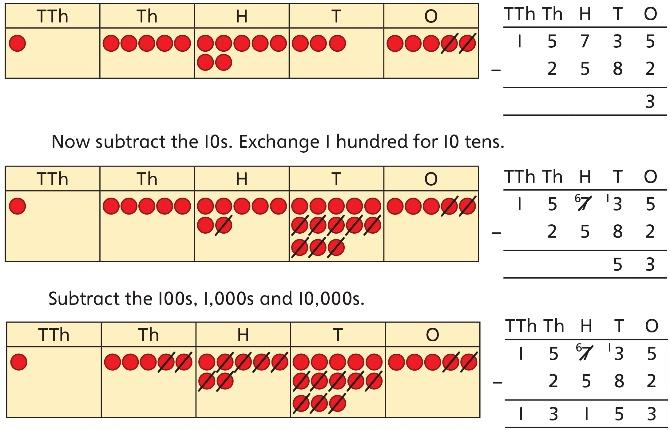 TTh Th H T O TTh Th H T O
1 5 7 3 5
– 2 5 8 2
3
Now subtract the 10s. Exchange 1 hundred for 10 tens.
TTh Th H T O TTh Th H T O
1 5 6 7 1 3 5
– 2 5 8 2
5 3
Subtract the 100s, 1,000s and 10,000s.
TTh Th H T O TTh Th H T O
1 5 6 7 1 3 5
– 2 5 8 2
1 3 1 5 3